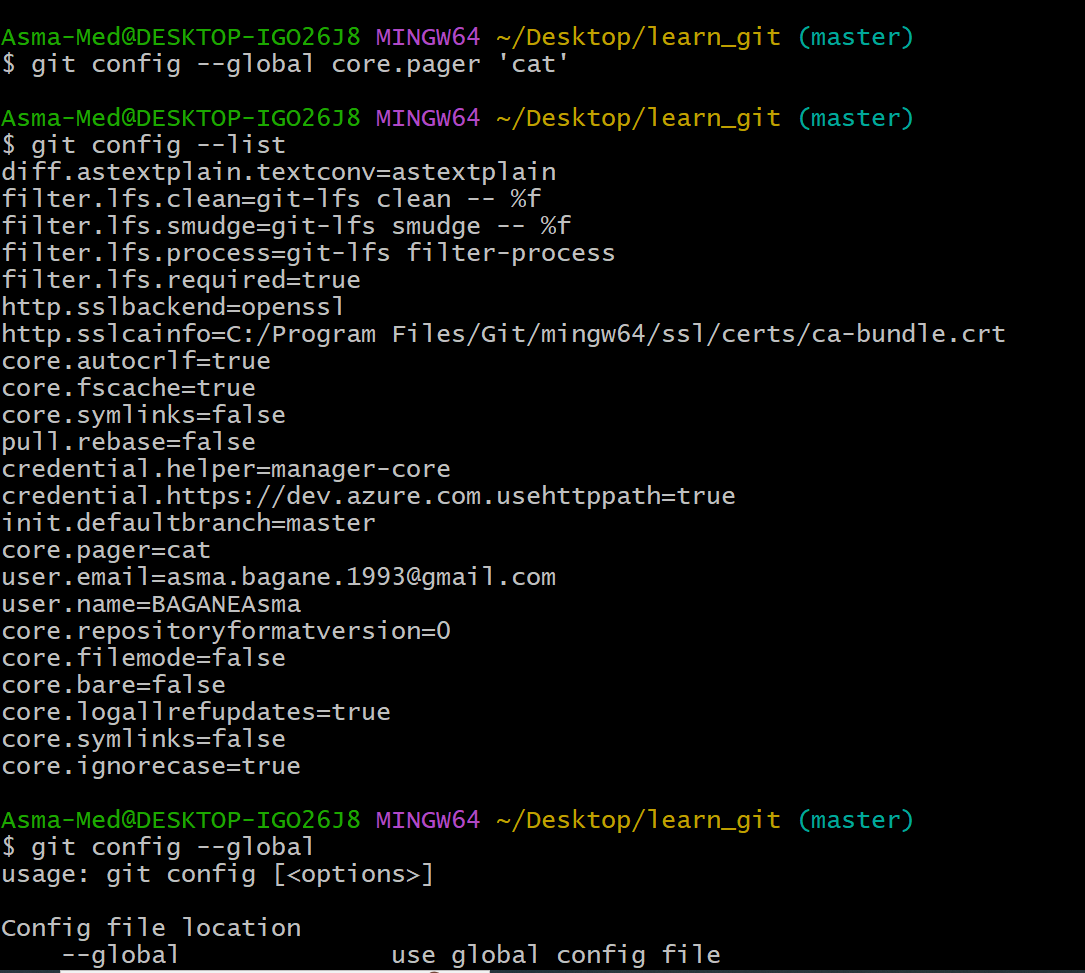 Asma-Med@DESKTOP-IGO26J8 MINGW64 ~/Desktop/learn_git (master)
$ git config --global core.pager 'cat'
Asma-Med@DESKTOP-IGO26J8 MINGW64 ~/Desktop/learn_git (master)
$ git config --list
diff.astextplain.textconv=astextplain
filter.lfs.clean=git-lfs clean -- %f
filter.lfs.smudge=git-lfs smudge -- %f
filter.lfs.process=git-lfs filter-process
filter.lfs.required=true
http.sslbackend=openssl
http.sslcainfo=C:/Program Files/Git/mingw64/ssl/certs/ca-bundle.crt
core.autocrlf=true
core.fscache=true
core.symlinks=false
pull.rebase=false
credential.helper=manager-core
credential.https://dev.azure.com.usehttppath=true
init.defaultbranch=master
core.pager=cat
user.email=asma.bagane.1993@gmail.com
user.name=BAGANEAsma
core.repositoryformatversion=0
core.filemode=false
core.bare=false
core.logallrefupdates=true
core.symlinks=false
core.ignorecase=true
Asma-Med@DESKTOP-IGO26J8 MINGW64 ~/Desktop/learn_git (master)
$ git config --global
usage: git config [<options>]
Config file location
    --global              use global config file